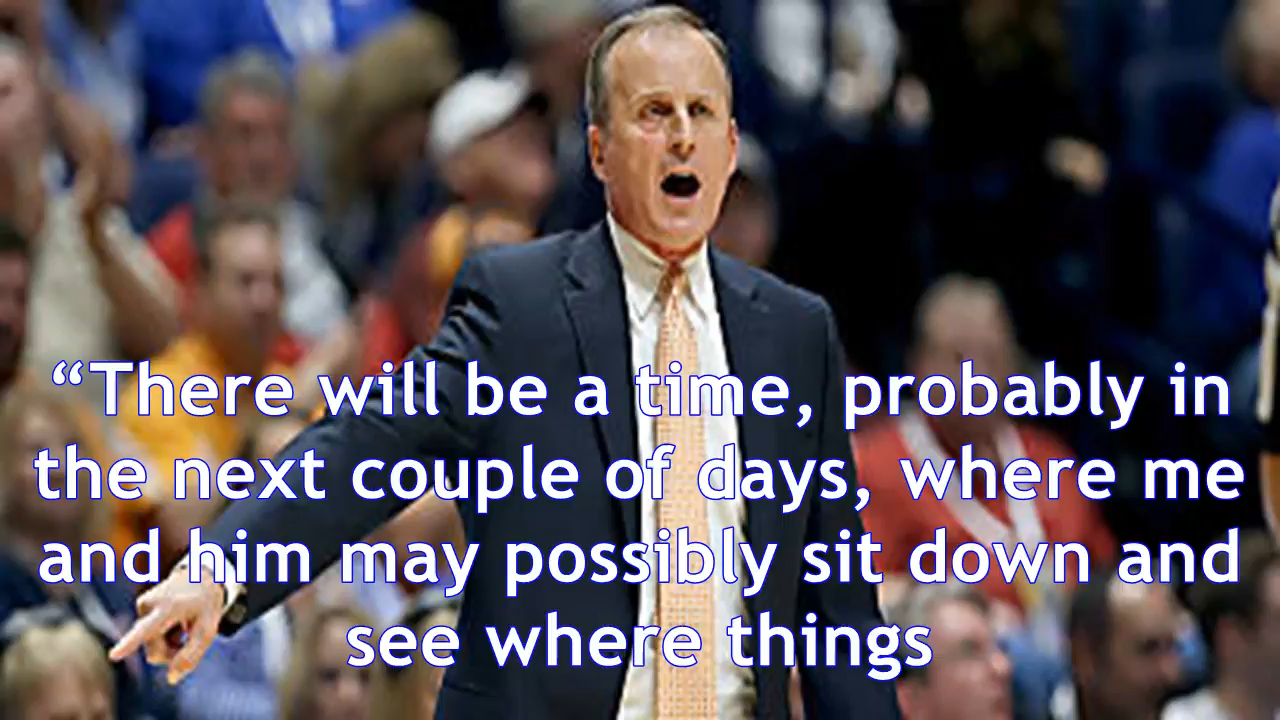 “There will be a time, probably in
the next couple of days, where me
and him may possibly sit down and
see where things